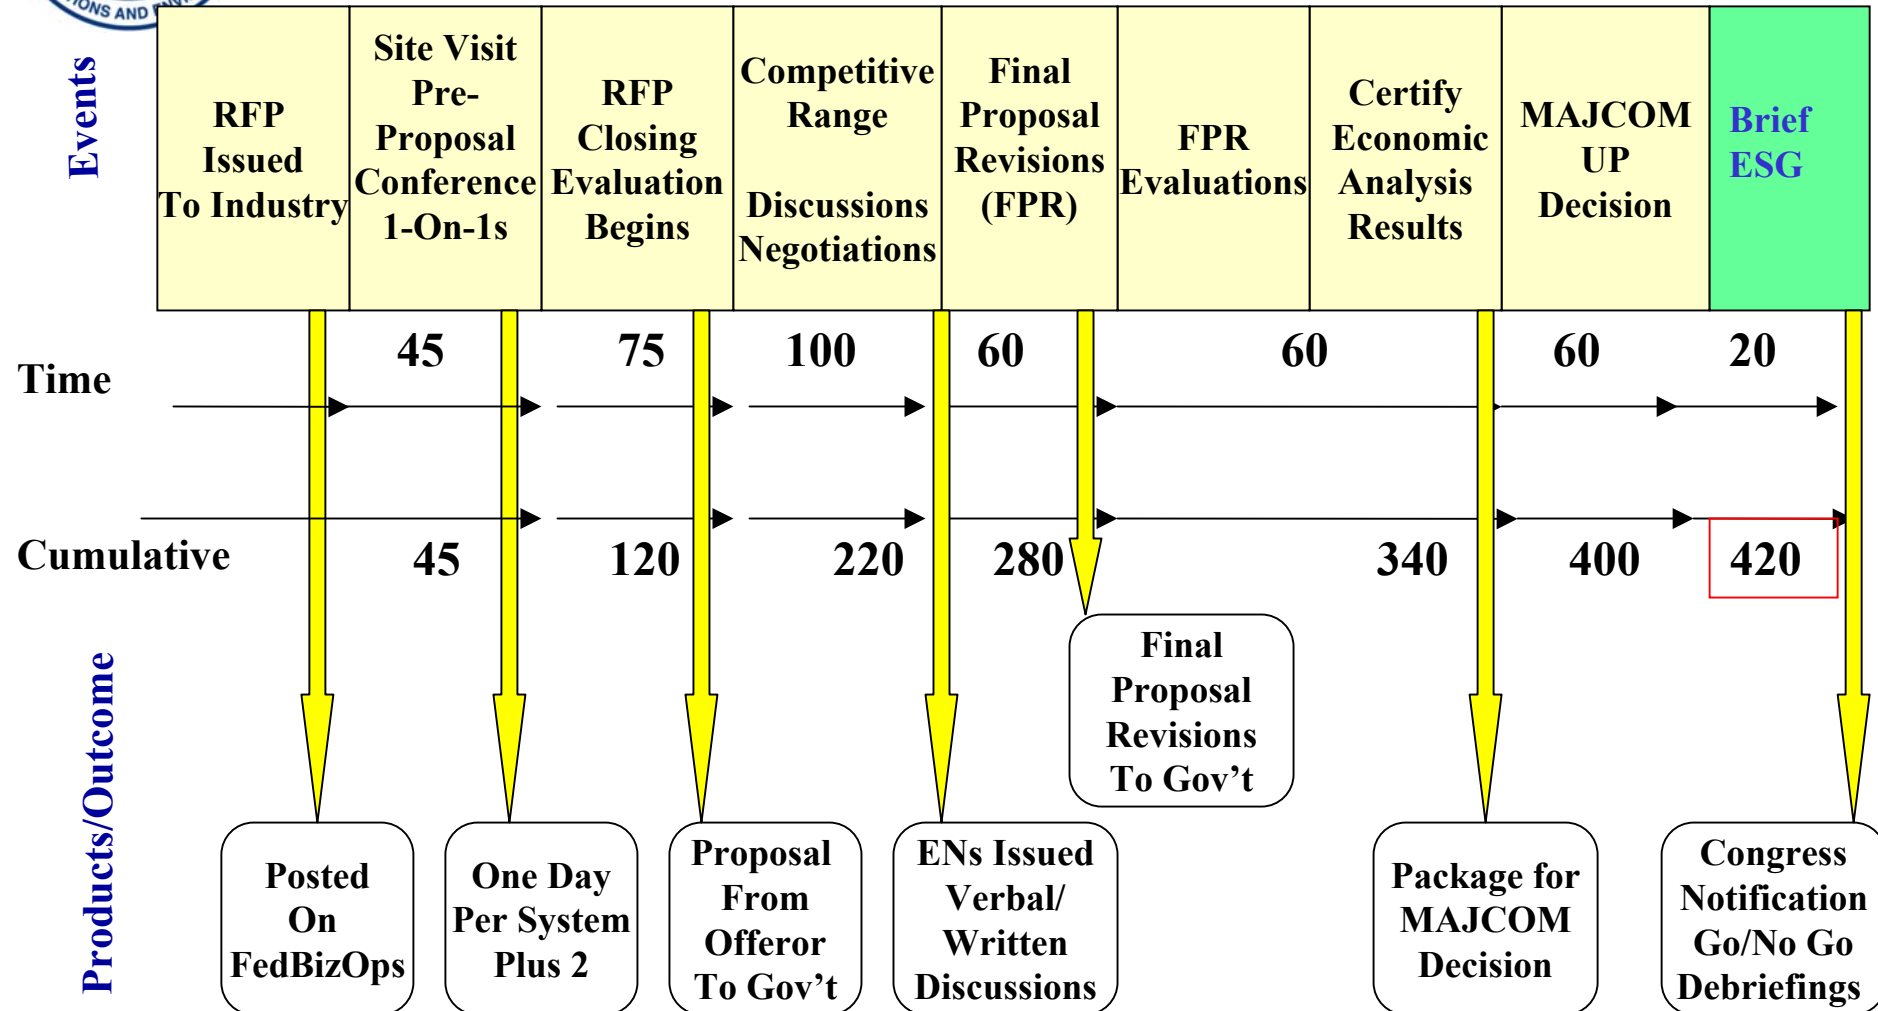 IONS AND ENVI
Events
RFP
Issued
To Industry
Site Visit
Pre-
Proposal
Conference
1-On-1s
RFP
Closing
Evaluation
Begins
Competitive
Range
Discussions
Negotiations
Final
Proposal
Revisions
(FPR)
FPR
Evaluations
Certify
Economic
Analysis
Results
MAJCOM
UP
Decision
Brief
ESG
Time
45 75 100 60 60 60 20
Cumulative
45 120 220 280 340 400 420
Products/Outcome
Posted
On
FedBizOps
One Day
Per System
Plus 2
Proposal
From
Offeror
To Gov’t
ENs Issued
Verbal/
Written
Discussions
Final
Proposal
Revisions
To Gov’t
Package for
MAJCOM
Decision
Congress
Notification
Go/No Go
Debriefings